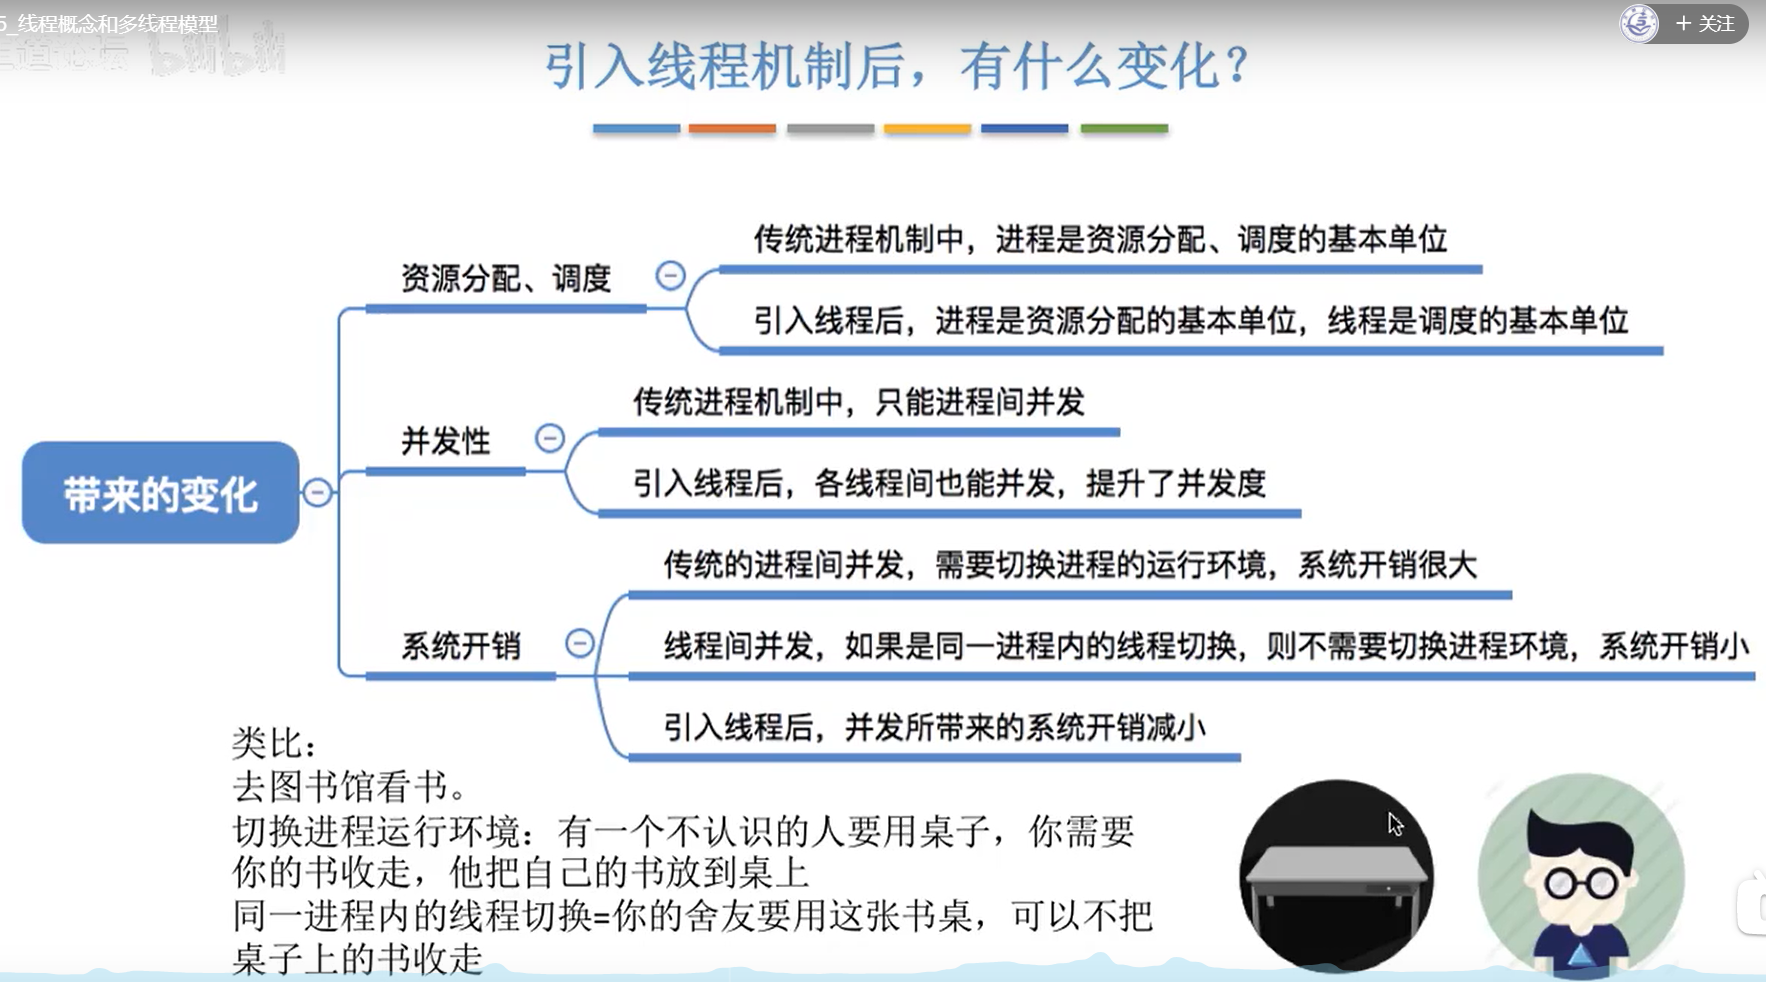 5_线程概念和多线程模型
王道论坛 bilibili
+ 关注
引入线程机制后，有什么变化？
传统进程机制中，进程是资源分配、调度的基本单位
资源分配、调度
引入线程后，进程是资源分配的基本单位，线程是调度的基本单位
传统进程机制中，只能进程间并发
并发性
引入线程后，各线程间也能并发，提升了并发度
带来的变化
传统的进程间并发，需要切换进程的运行环境，系统开销很大
系统开销
线程间并发，如果是同一进程内的线程切换，则不需要切换进程环境，系统开销小
引入线程后，并发所带来的系统开销减小
类比：
去图书馆看书。
切换进程运行环境：有一个不认识的人要用桌子，你需要
你的书收走，他把自己的书放到桌上
同一进程内的线程切换=你的舍友要用这张书桌，可以不把
桌子上的书收走